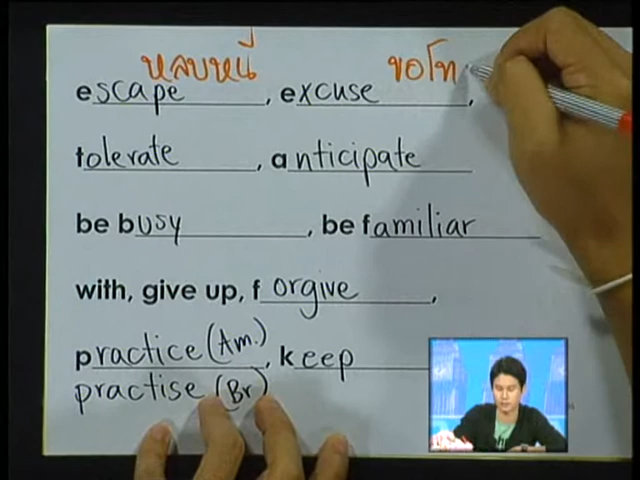 หลบหนี ขอโท
escape, excuse,
tolerate, anticipate
be busy, be familiar
with, give up, forgive,
practice (Am.), keep
practise (Br)